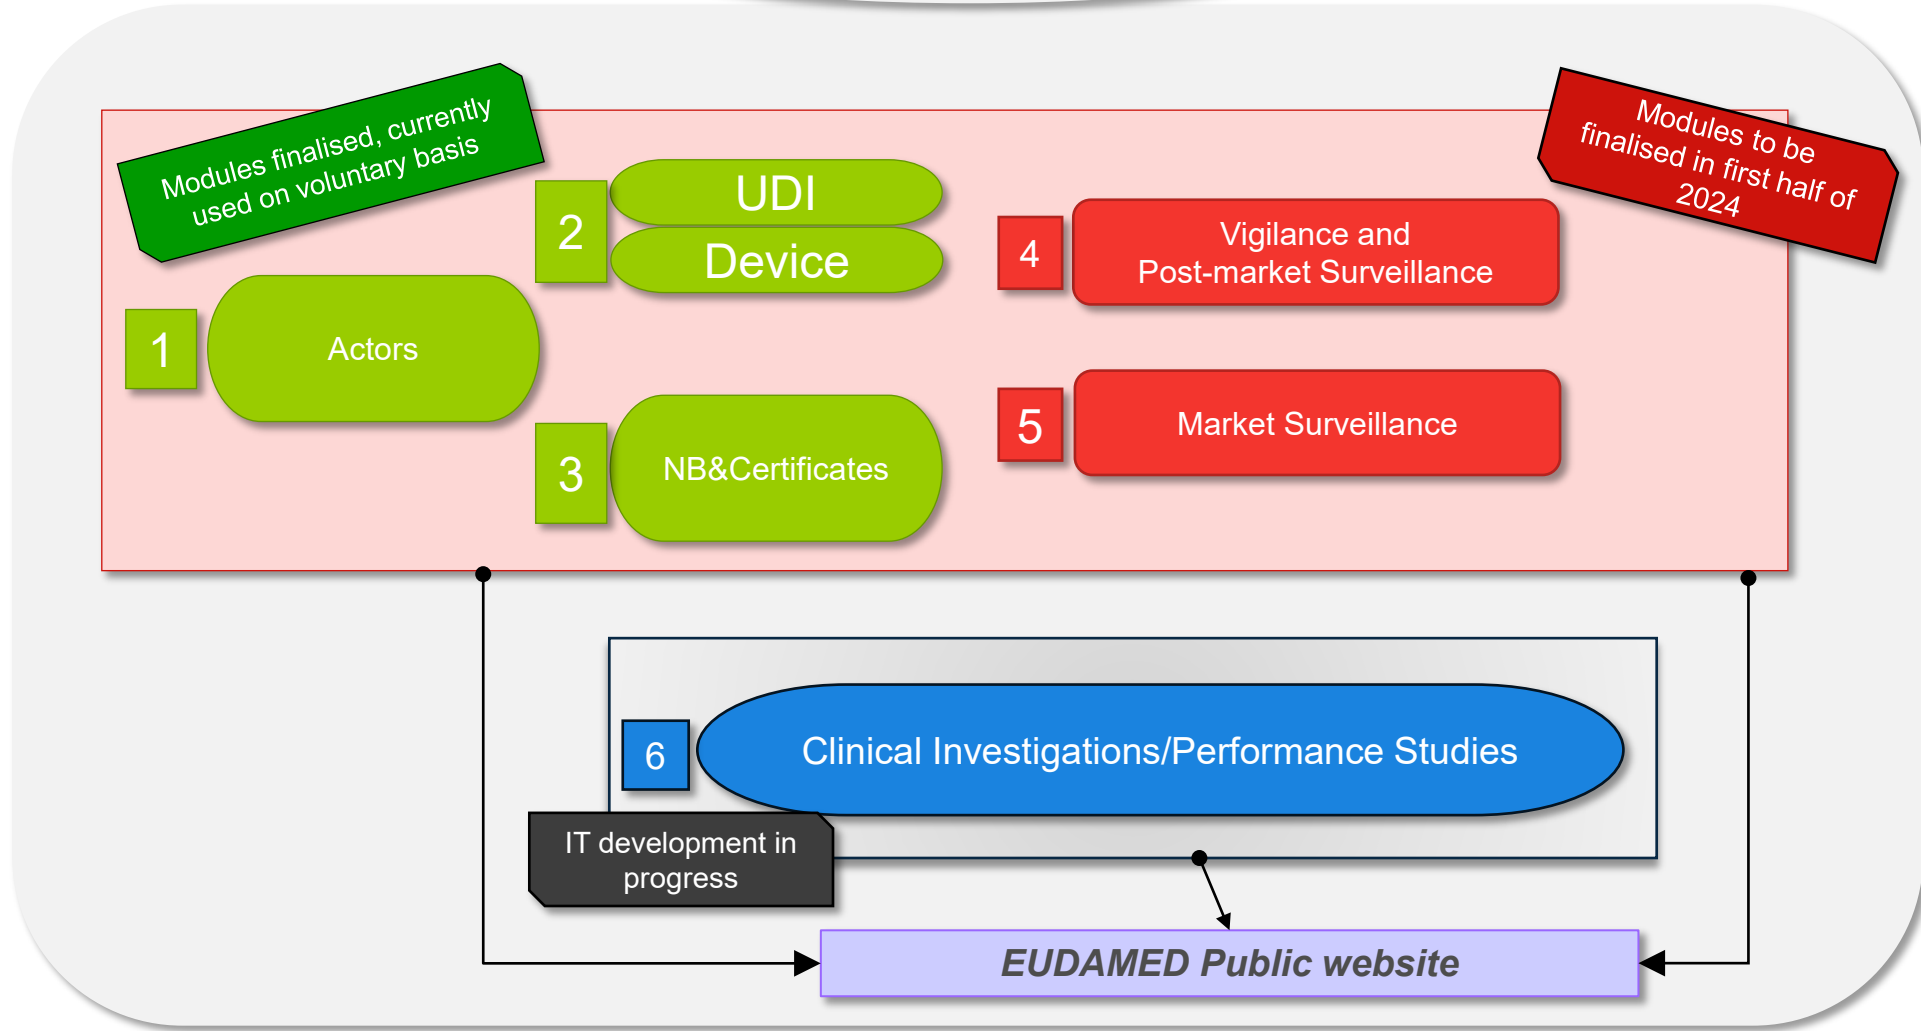 Modules finalised, currently
used on voluntary basis
Modules to be
finalised in first half of
2024
1
Actors
2
UDI
Device
3
NB&Certificates
4
Vigilance and
Post-market Surveillance
5
Market Surveillance
6
Clinical Investigations/Performance Studies
IT development in
progress
EUDAMED Public website